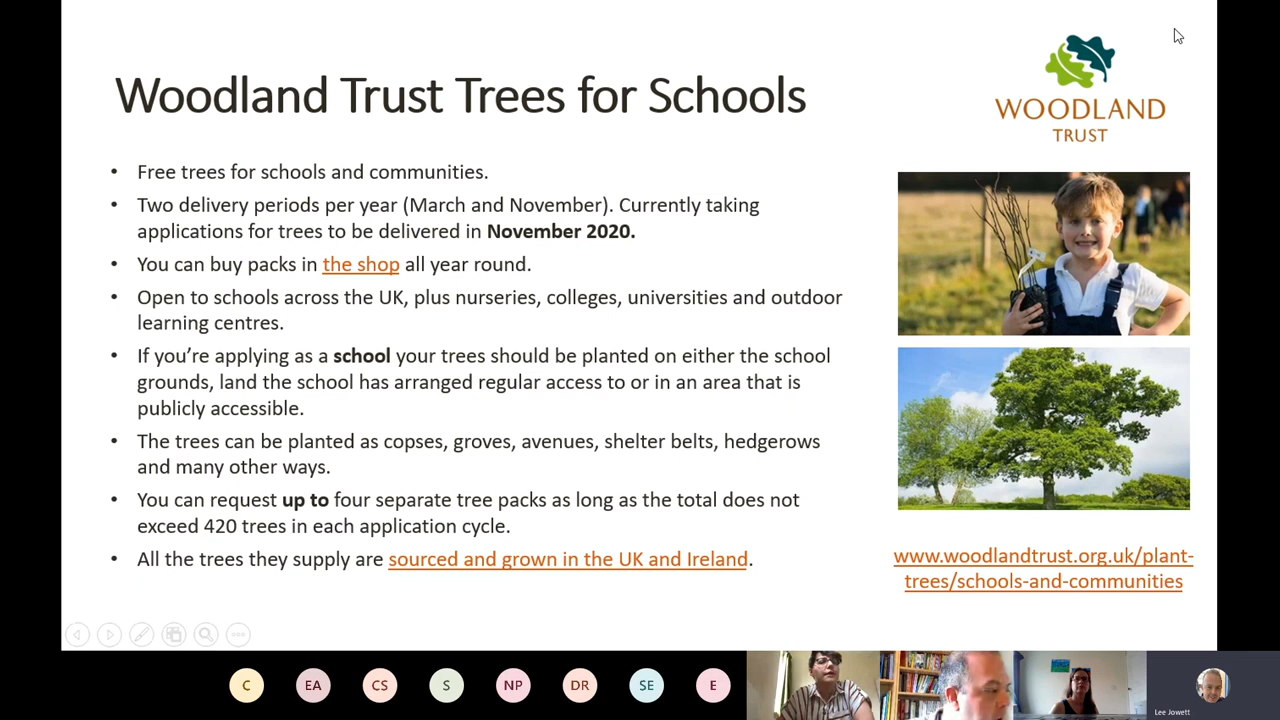 Woodland Trust Trees for Schools
WOODLAND
TRUST
• Free trees for schools and communities.
• Two delivery periods per year (March and November). Currently taking
applications for trees to be delivered in November 2020.
• You can buy packs in the shop all year round.
• Open to schools across the UK, plus nurseries, colleges, universities and outdoor
learning centres.
• If you’re applying as a school your trees should be planted on either the school
grounds, land the school has arranged regular access to or in an area that is
publicly accessible.
• The trees can be planted as copses, groves, avenues, shelter belts, hedgerows
and many other ways.
• You can request up to four separate tree packs as long as the total does not
exceed 420 trees in each application cycle.
• All the trees they supply are sourced and grown in the UK and Ireland.
www.woodlandtrust.org.uk/plant-
trees/schools-and-communities
C EA CS S NP DR SE E
Lee Jowett